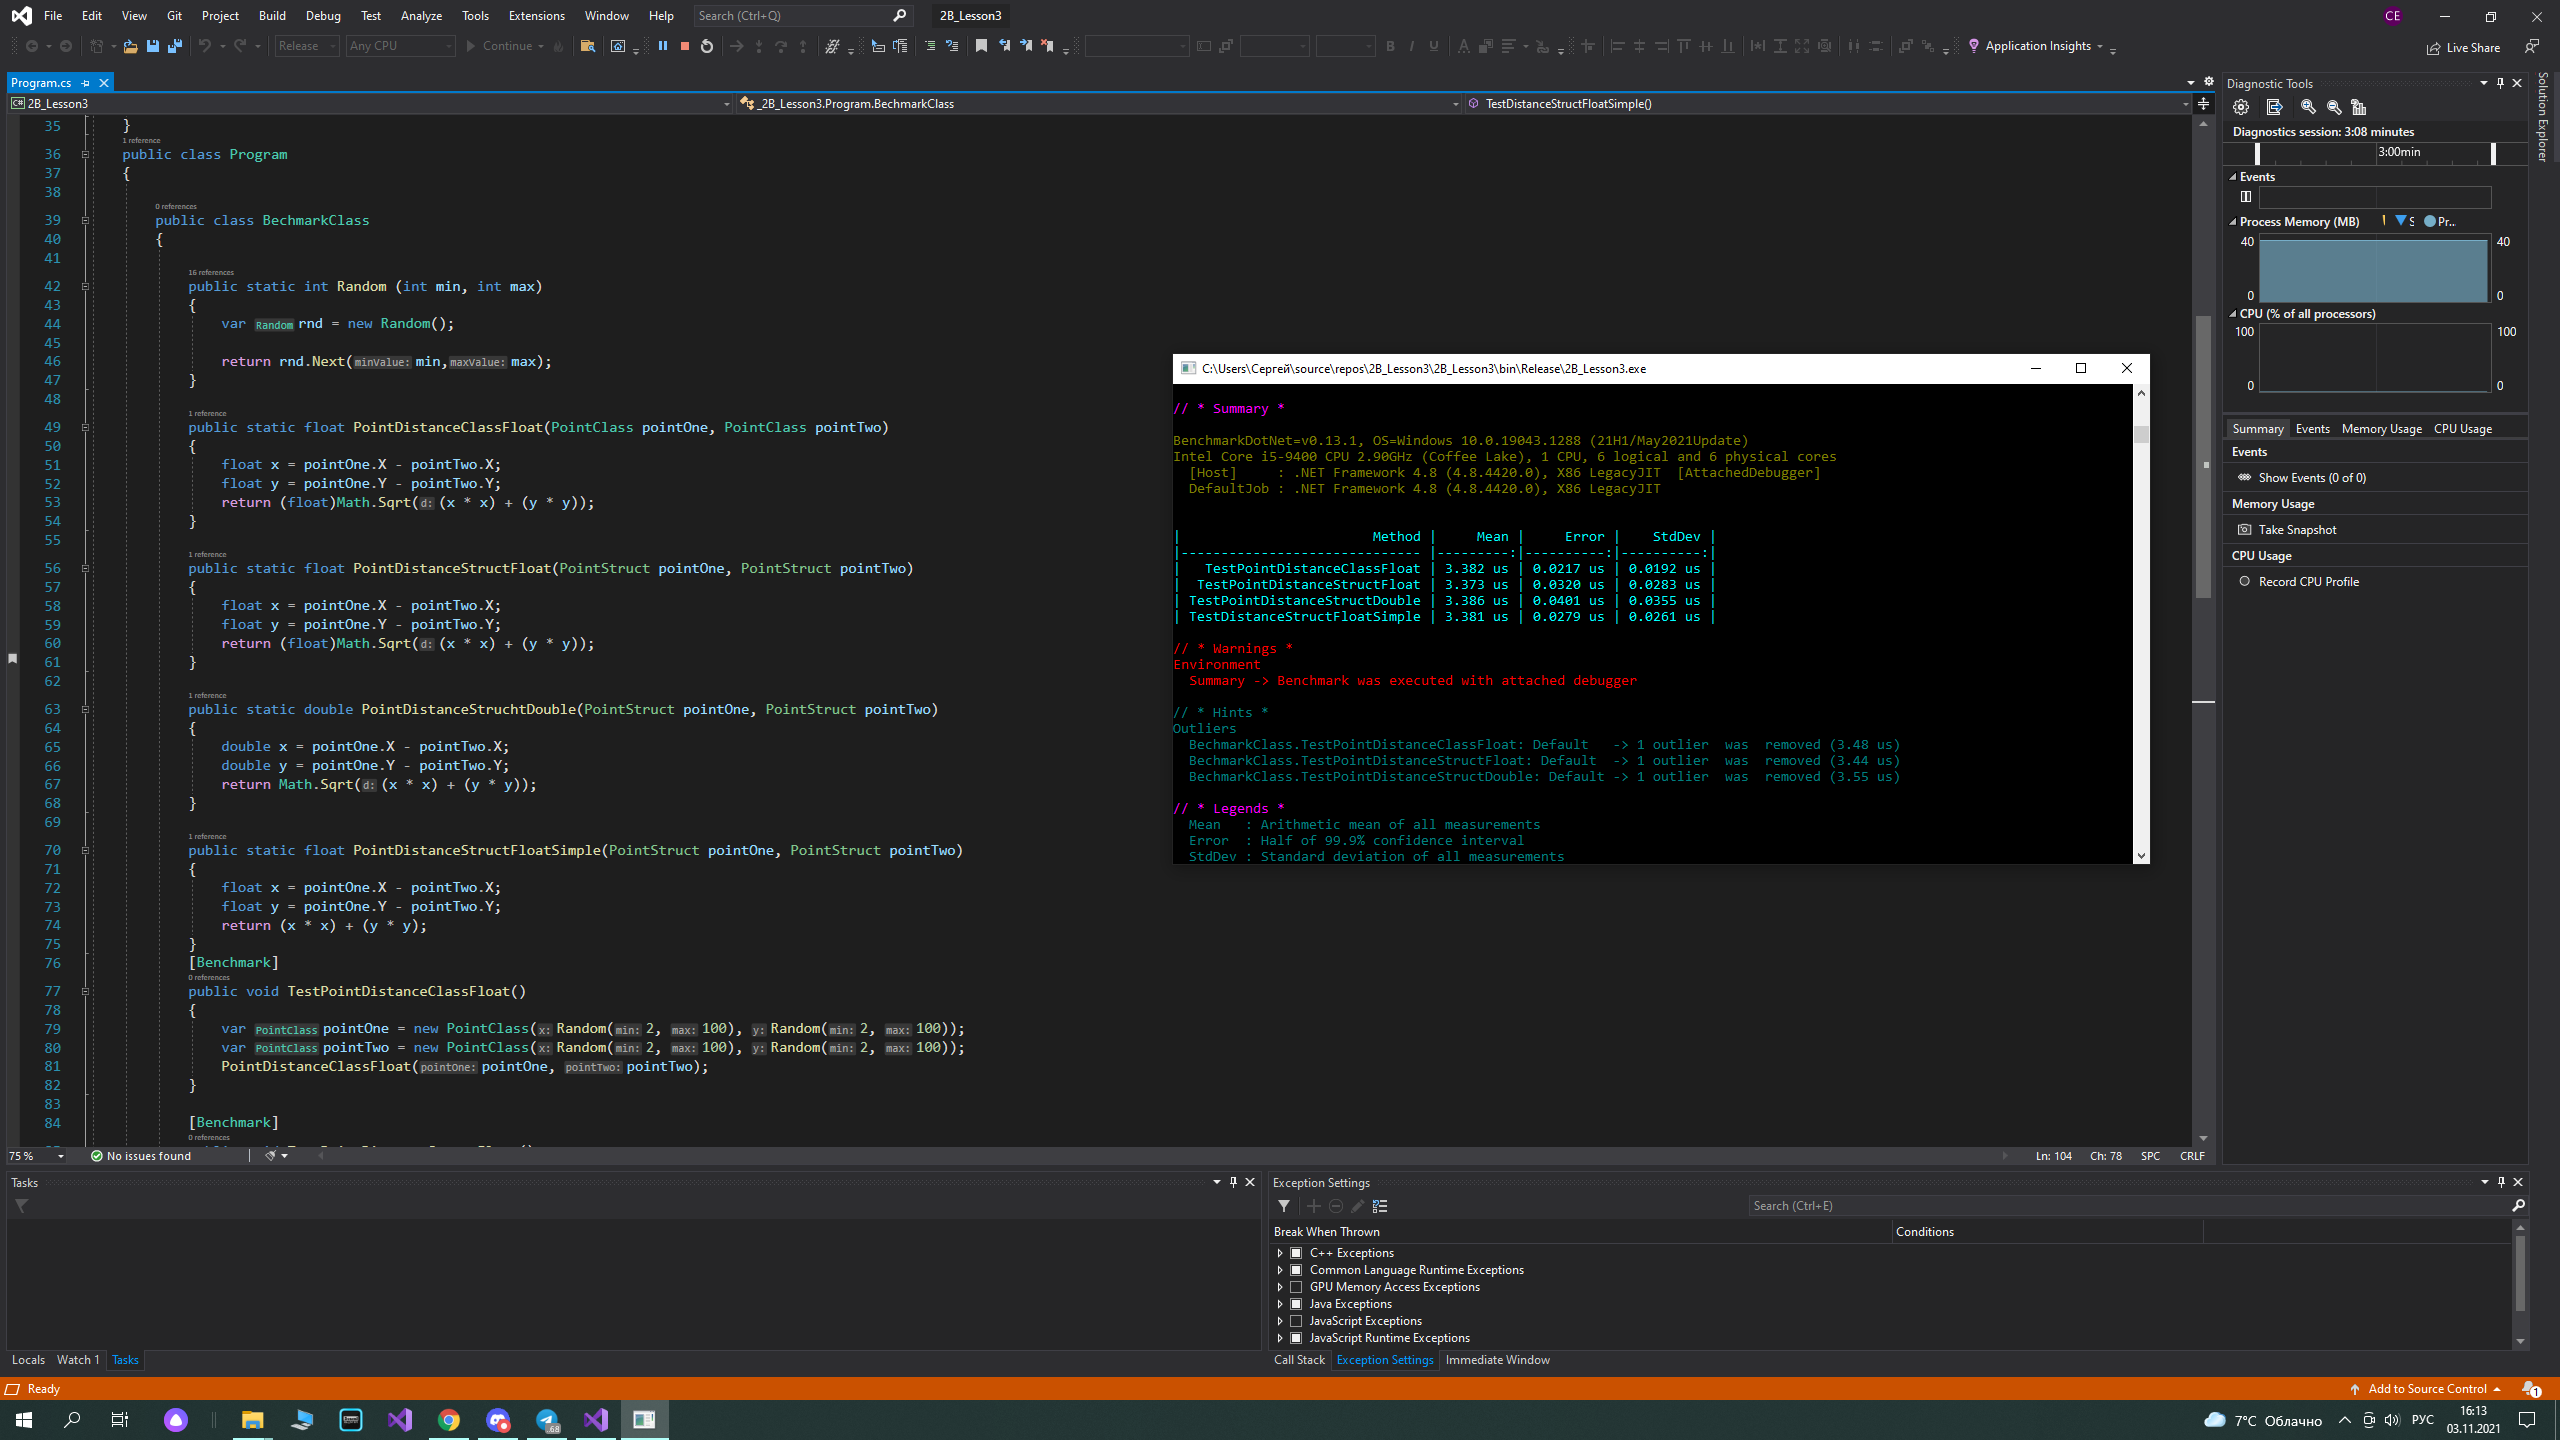 File Edit View Git Project Build Debug Test Analyze Tools Extensions Window Help Search (Ctrl+Q) 2B_Lesson3 CE
Release Any CPU Continue Application Insights Live Share
Program.cs
2B_Lesson3 _2B_Lesson3.Program.BechmarkClass TestDistanceStructFloatSimple()
35 }
1 reference
36 public class Program
37 {
38
0 references
39 public class BechmarkClass
40 {
41
16 references
42 public static int Random (int min, int max)
43 {
44 var Random rnd = new Random();
45
46 return rnd.Next(minValue: min, maxValue: max);
47 }
48
1 reference
49 public static float PointDistanceClassFloat(PointClass pointOne, PointClass pointTwo)
50 {
51 float x = pointOne.X - pointTwo.X;
52 float y = pointOne.Y - pointTwo.Y;
53 return (float)Math.Sqrt(d: (x * x) + (y * y));
54 }
55
1 reference
56 public static float PointDistanceStructFloat(PointStruct pointOne, PointStruct pointTwo)
57 {
58 float x = pointOne.X - pointTwo.X;
59 float y = pointOne.Y - pointTwo.Y;
60 return (float)Math.Sqrt(d: (x * x) + (y * y));
61 }
62
1 reference
63 public static double PointDistanceStruchtDouble(PointStruct pointOne, PointStruct pointTwo)
64 {
65 double x = pointOne.X - pointTwo.X;
66 double y = pointOne.Y - pointTwo.Y;
67 return Math.Sqrt(d: (x * x) + (y * y));
68 }
69
1 reference
70 public static float PointDistanceStructFloatSimple(PointStruct pointOne, PointStruct pointTwo)
71 {
72 float x = pointOne.X - pointTwo.X;
73 float y = pointOne.Y - pointTwo.Y;
74 return (x * x) + (y * y);
75 }
76 [Benchmark]
0 references
77 public void TestPointDistanceClassFloat()
78 {
79 var PointClass pointOne = new PointClass(x: Random(min: 2, max: 100), y: Random(min: 2, max: 100));
80 var PointClass pointTwo = new PointClass(x: Random(min: 2, max: 100), y: Random(min: 2, max: 100));
81 PointDistanceClassFloat(pointOne: pointOne, pointTwo: pointTwo);
82 }
83
84 [Benchmark]
0 references
C:\Users\Сергей\source\repos\2B_Lesson3\2B_Lesson3\bin\Release\2B_Lesson3.exe
// * Summary *
BenchmarkDotNet=v0.13.1, OS=Windows 10.0.19043.1288 (21H1/May2021Update)
Intel Core i5-9400 CPU 2.90GHz (Coffee Lake), 1 CPU, 6 logical and 6 physical cores
[Host] : .NET Framework 4.8 (4.8.4420.0), X86 LegacyJIT [AttachedDebugger]
DefaultJob : .NET Framework 4.8 (4.8.4420.0), X86 LegacyJIT
| Method | Mean | Error | StdDev |
|------------------------------ |---------:|----------:|----------:|
| TestPointDistanceClassFloat | 3.382 us | 0.0217 us | 0.0192 us |
| TestPointDistanceStructFloat | 3.373 us | 0.0320 us | 0.0283 us |
| TestPointDistanceStructDouble | 3.386 us | 0.0401 us | 0.0355 us |
| TestDistanceStructFloatSimple | 3.381 us | 0.0279 us | 0.0261 us |
// * Warnings *
Environment
Summary -> Benchmark was executed with attached debugger
// * Hints *
Outliers
BechmarkClass.TestPointDistanceClassFloat: Default -> 1 outlier was removed (3.48 us)
BechmarkClass.TestPointDistanceStructFloat: Default -> 1 outlier was removed (3.44 us)
BechmarkClass.TestPointDistanceStructDouble: Default -> 1 outlier was removed (3.55 us)
// * Legends *
Mean : Arithmetic mean of all measurements
Error : Half of 99.9% confidence interval
StdDev : Standard deviation of all measurements
Diagnostic Tools
Diagnostics session: 3:08 minutes
3:00min
Events
Process Memory (MB) S Pr...
40 40
0 0
CPU (% of all processors)
100 100
0 0
Summary Events Memory Usage CPU Usage
Events
Show Events (0 of 0)
Memory Usage
Take Snapshot
CPU Usage
Record CPU Profile
Solution Explorer
75 % No issues found Ln: 104 Ch: 78 SPC CRLF
Tasks
Locals Watch 1 Tasks
Exception Settings
Search (Ctrl+E)
Break When Thrown Conditions
C++ Exceptions
Common Language Runtime Exceptions
GPU Memory Access Exceptions
Java Exceptions
JavaScript Exceptions
JavaScript Runtime Exceptions
Call Stack Exception Settings Immediate Window
Ready Add to Source Control 1
68 7°C Облачно РУС 16:13
03.11.2021